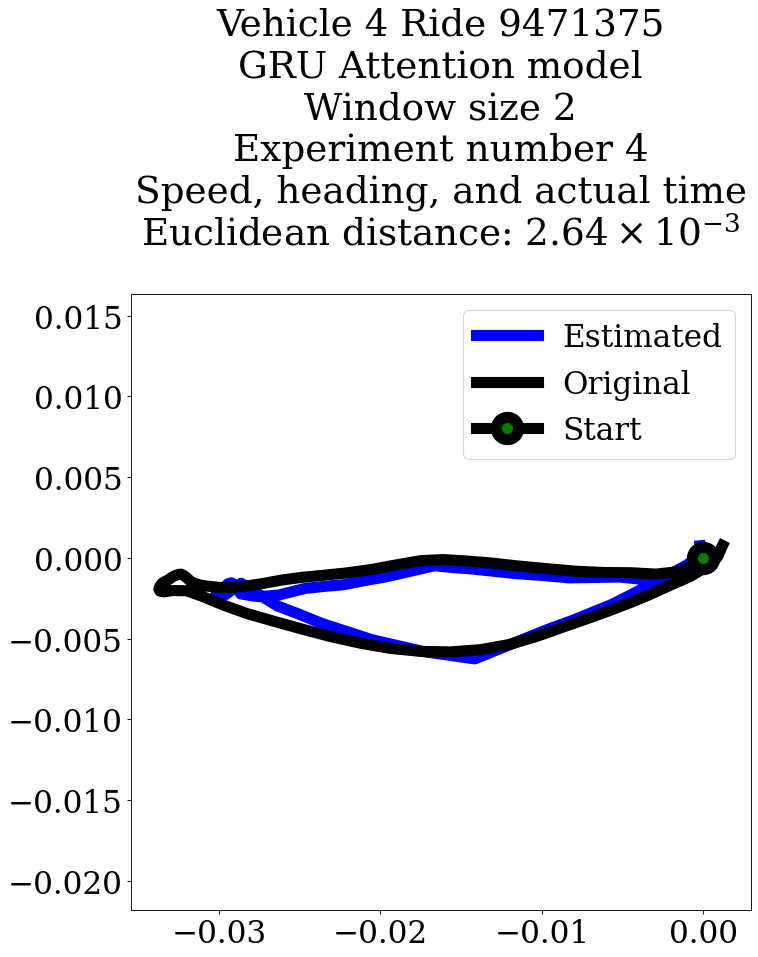 Vehicle 4 Ride 9471375
GRU Attention model
Window size 2
Experiment number 4
Speed, heading, and actual time
Euclidean distance: 2.64 × 10⁻³
Estimated
Original
Start
0.015
0.010
0.005
0.000
−0.005
−0.010
−0.015
−0.020
−0.03
−0.02
−0.01
0.00